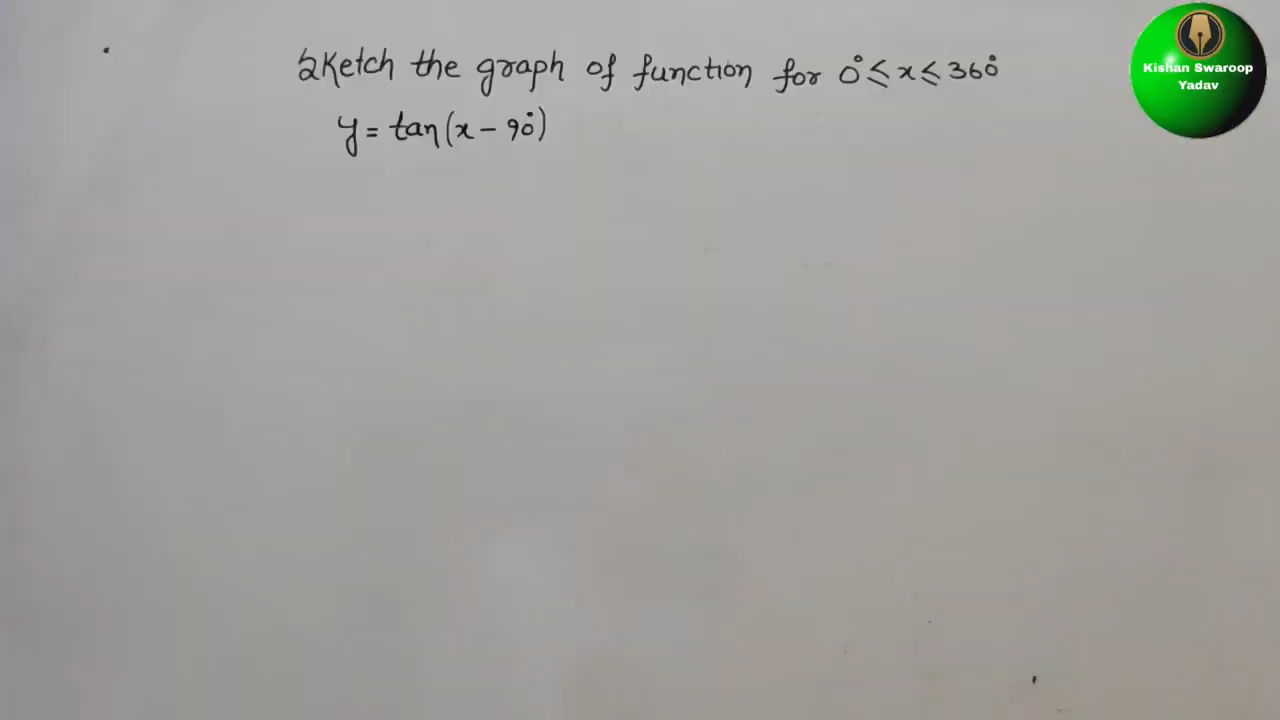 Sketch the graph of function for 0° ≤ x ≤ 360°
y = tan(x - 90°)
Kishan Swaroop
Yadav